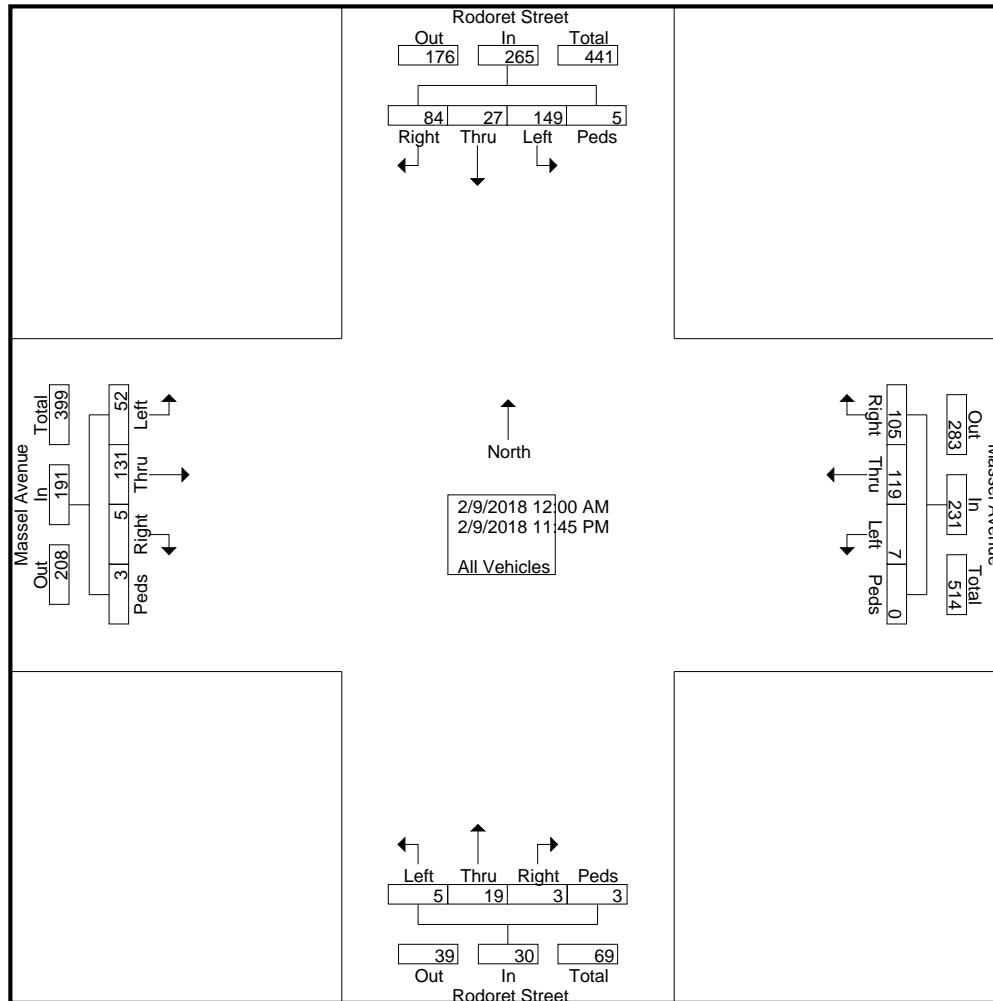 Rodoret Street
Out In Total
176 265 441
84 27 149 5
Right Thru Left Peds
Massel Avenue
Total In Out
399 191 208
52 131 5 3
Left Thru Right Peds
North
2/9/2018 12:00 AM
2/9/2018 11:45 PM
All Vehicles
Right Thru Left Peds
105 119 7 0
Out In Total
283 231 514
Massel Avenue
Left Thru Right Peds
5 19 3 3
39 30 69
Out In Total
Rodoret Street